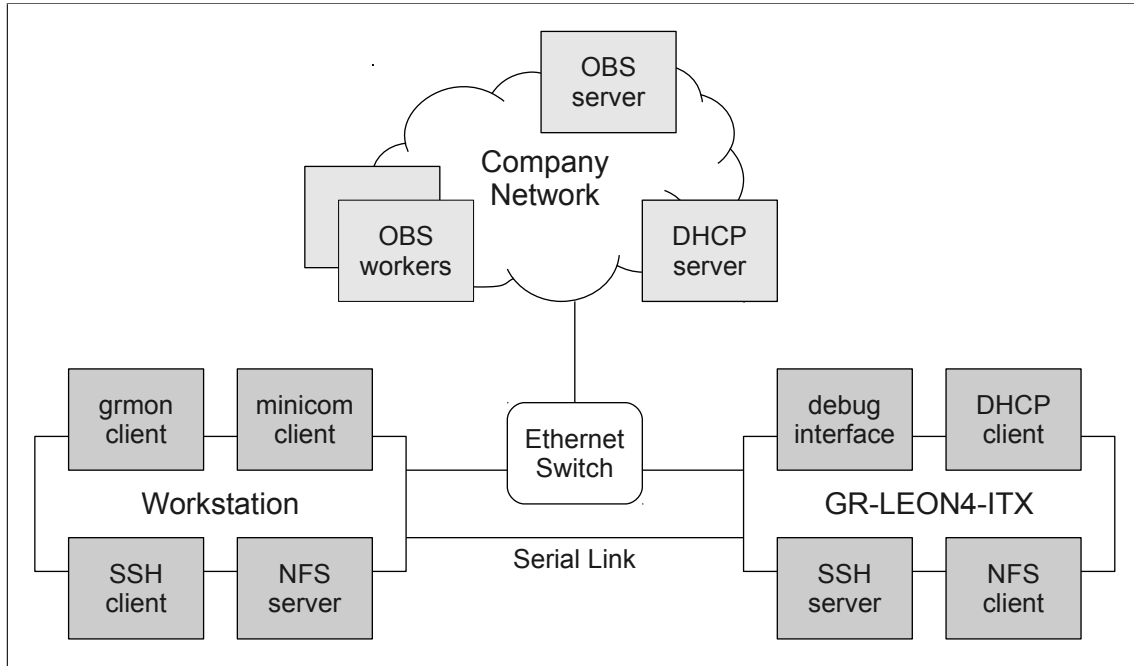 OBS
server
Company
Network
OBS
workers
DHCP
server
grmon
client
minicom
client
Ethernet
Switch
debug
interface
DHCP
client
Workstation
GR-LEON4-ITX
Serial Link
SSH
client
NFS
server
SSH
server
NFS
client